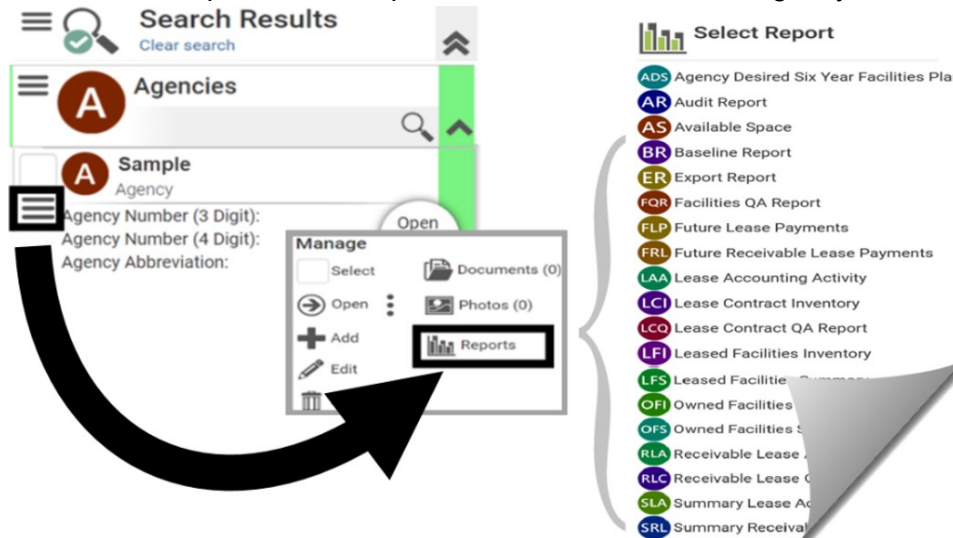 Search Results
Clear search
A Agencies
A Sample
Agency
Agency Number (3 Digit):
Agency Number (4 Digit):
Agency Abbreviation:
Open
Manage
Select
Documents (0)
Open
Photos (0)
Add
Reports
Edit
Select Report
ADS Agency Desired Six Year Facilities
AR Audit Report
AS Available Space
BR Baseline Report
ER Export Report
FQR Facilities QA Report
FLP Future Lease Payments
FRL Future Receivable Lease Payments
LAA Lease Accounting Activity
LCI Lease Contract Inventory
LCQ Lease Contract QA Report
LFI Leased Facilities Inventory
LFS Leased
OFI Owned Facilities
OFS Owned Facilities
RLA Receivable Lease
RLC Receivable Lease
SLA Summary Lease
SRL Summary